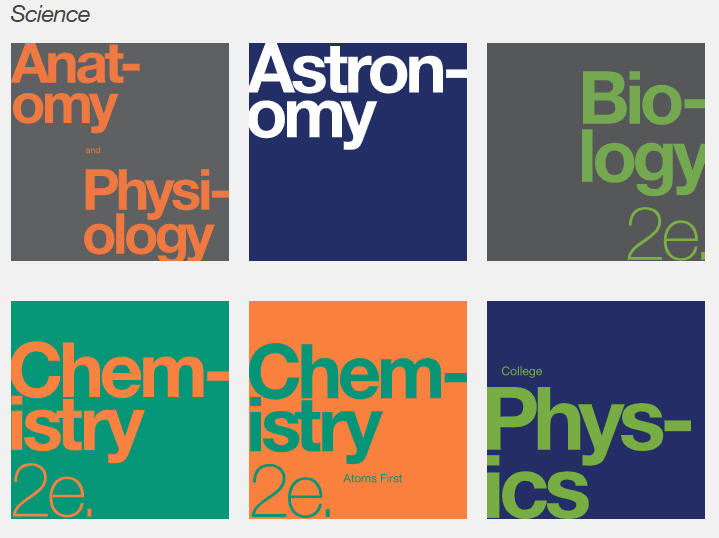 Science
Anat-
omy
and
Physi-
ology
Astron-
omy
Bio-
logy
2e.
Chem-
istry
2e.
Chem-
istry
2e. Atoms First
College
Phys-
ics